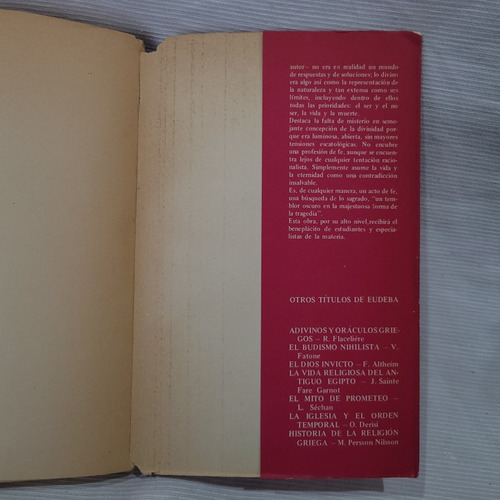 autor— no era en realidad un mundo
de respuestas y de soluciones; lo divino
era algo así como la representación de
la naturaleza y tan extensa como sus
límites, incluyendo dentro de ellos
todas las prioridades: el ser y el no
ser, la vida y la muerte.
Destaca la falta de misterio en seme-
jante concepción de la divinidad por-
que era luminosa, abierta, sin mayores
tensiones escatológicas. No encubre
una profesión de fe, aunque se encuen-
tra lejos de cualquier tentación racio-
nalista. Simplemente asume la vida y
la eternidad como una contradicción
insalvable.
Es, de cualquier manera, un acto de fe,
una búsqueda de lo sagrado, "un tem-
blor oscuro en la majestuosa forma de
la tragedia".
Esta obra, por su alto nivel, recibirá el
beneplácito de estudiantes y especia-
listas de la materia.
OTROS TÍTULOS DE EUDEBA
ADIVINOS Y ORÁCULOS GRIE-
GOS — R. Flacelière
EL BUDISMO NIHILISTA — V.
Fatone
EL DIOS INVICTO — F. Altheim
LA VIDA RELIGIOSA DEL AN-
TIGUO EGIPTO — J. Sainte
Fare Garnot
EL MITO DE PROMETEO —
L. Séchan
LA IGLESIA Y EL ORDEN
TEMPORAL — O. Derisi
HISTORIA DE LA RELIGIÓN
GRIEGA — M. Persson Nilsson